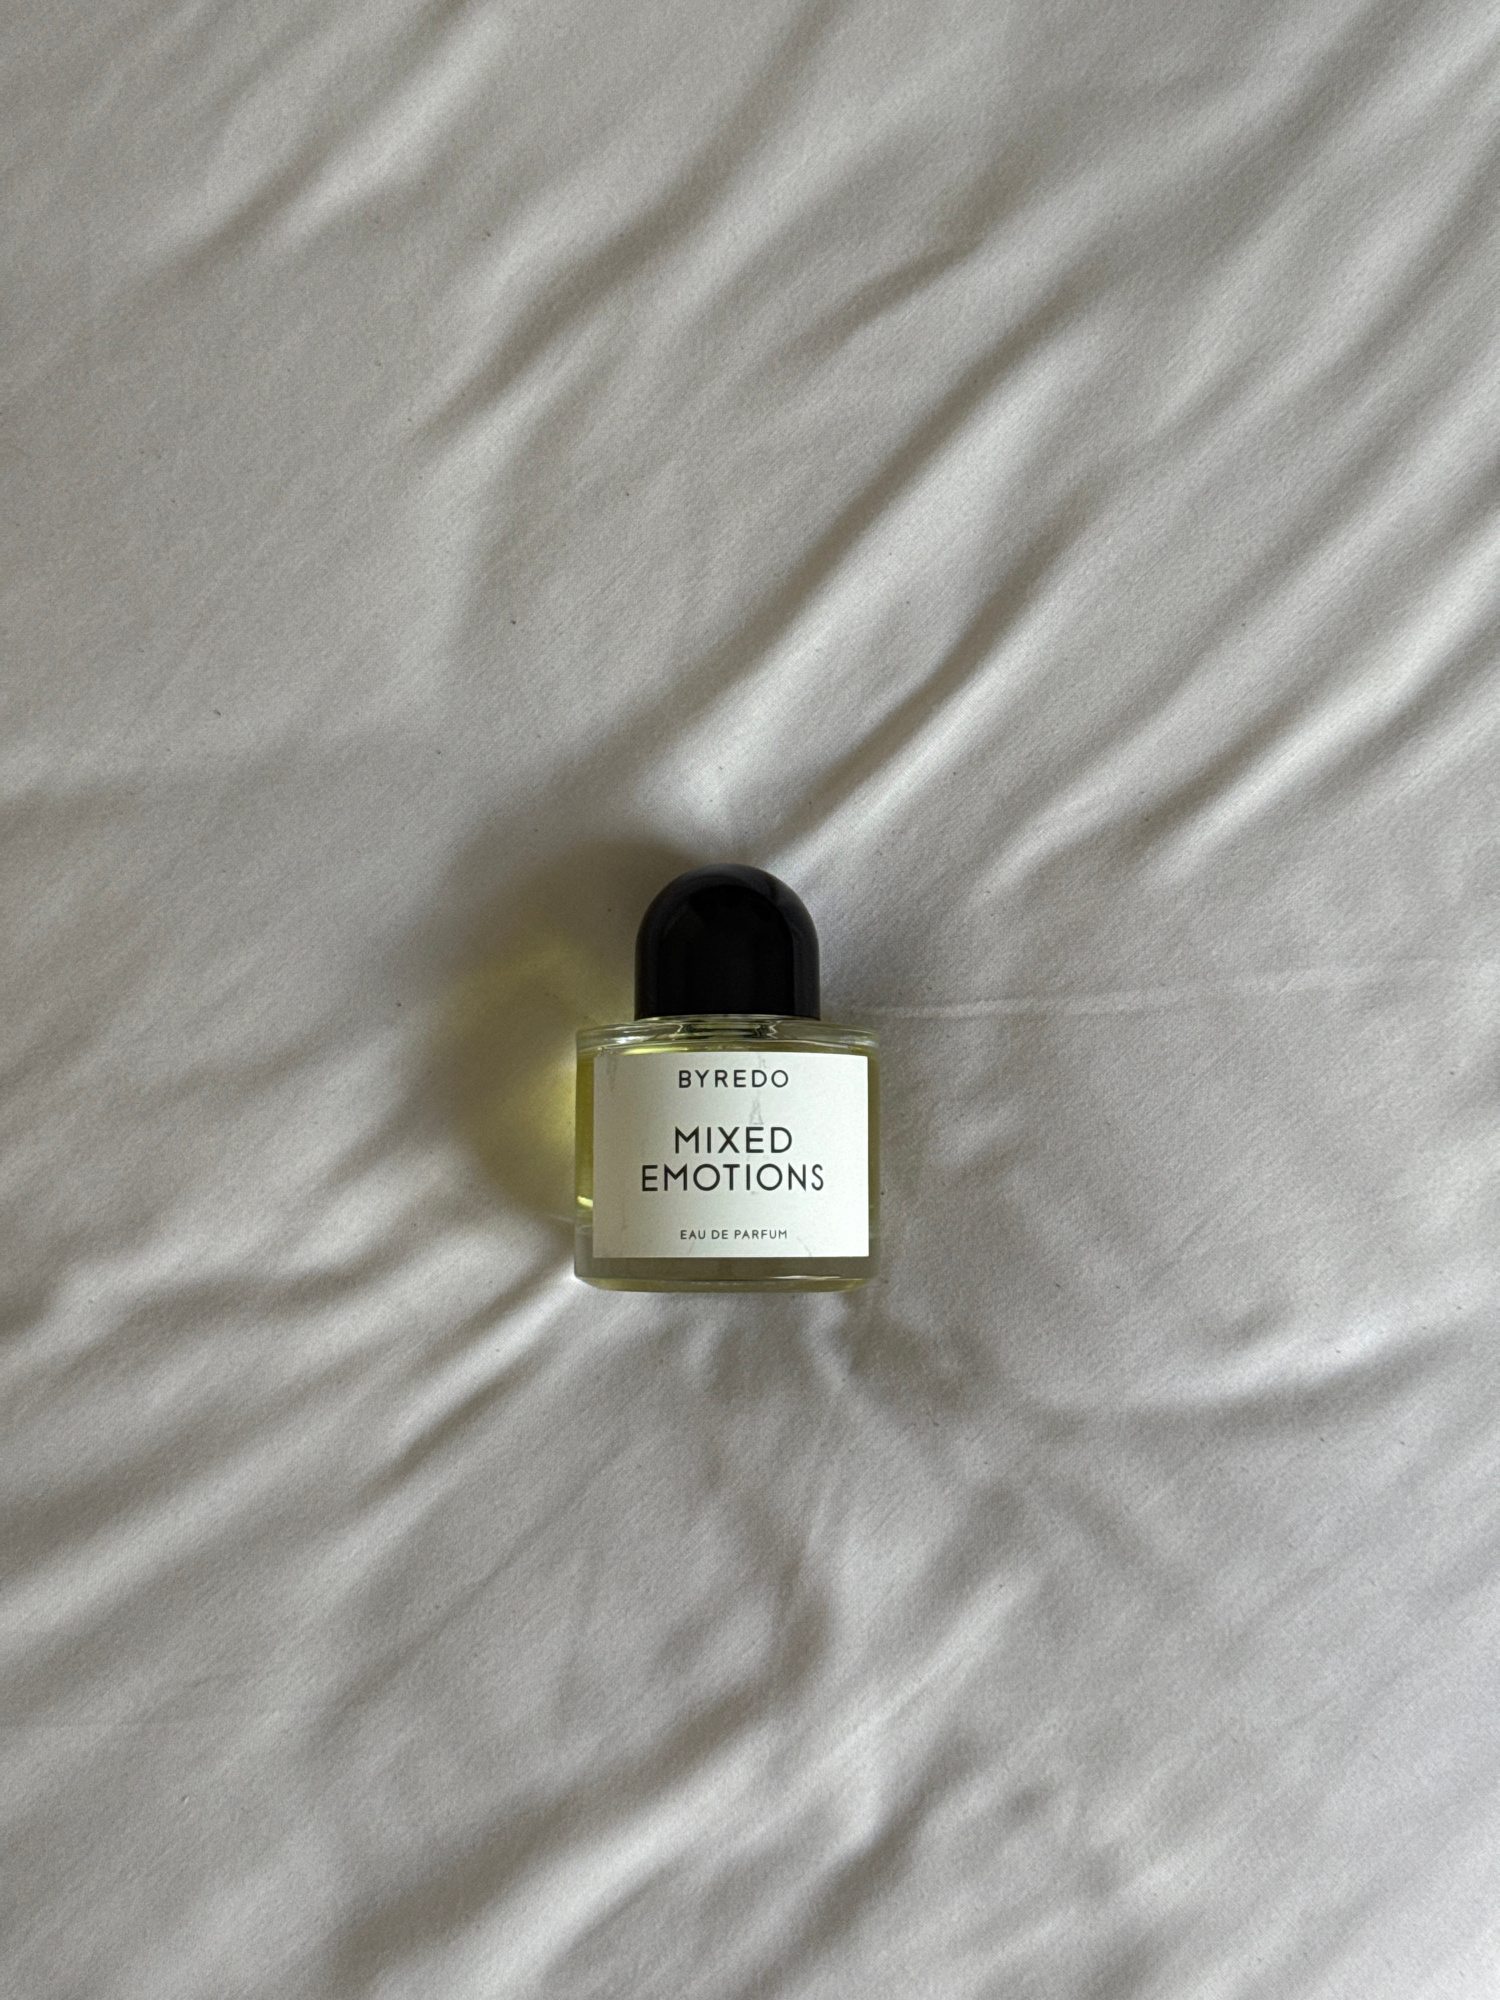 BYREDO
MIXED
EMOTIONS
EAU DE PARFUM